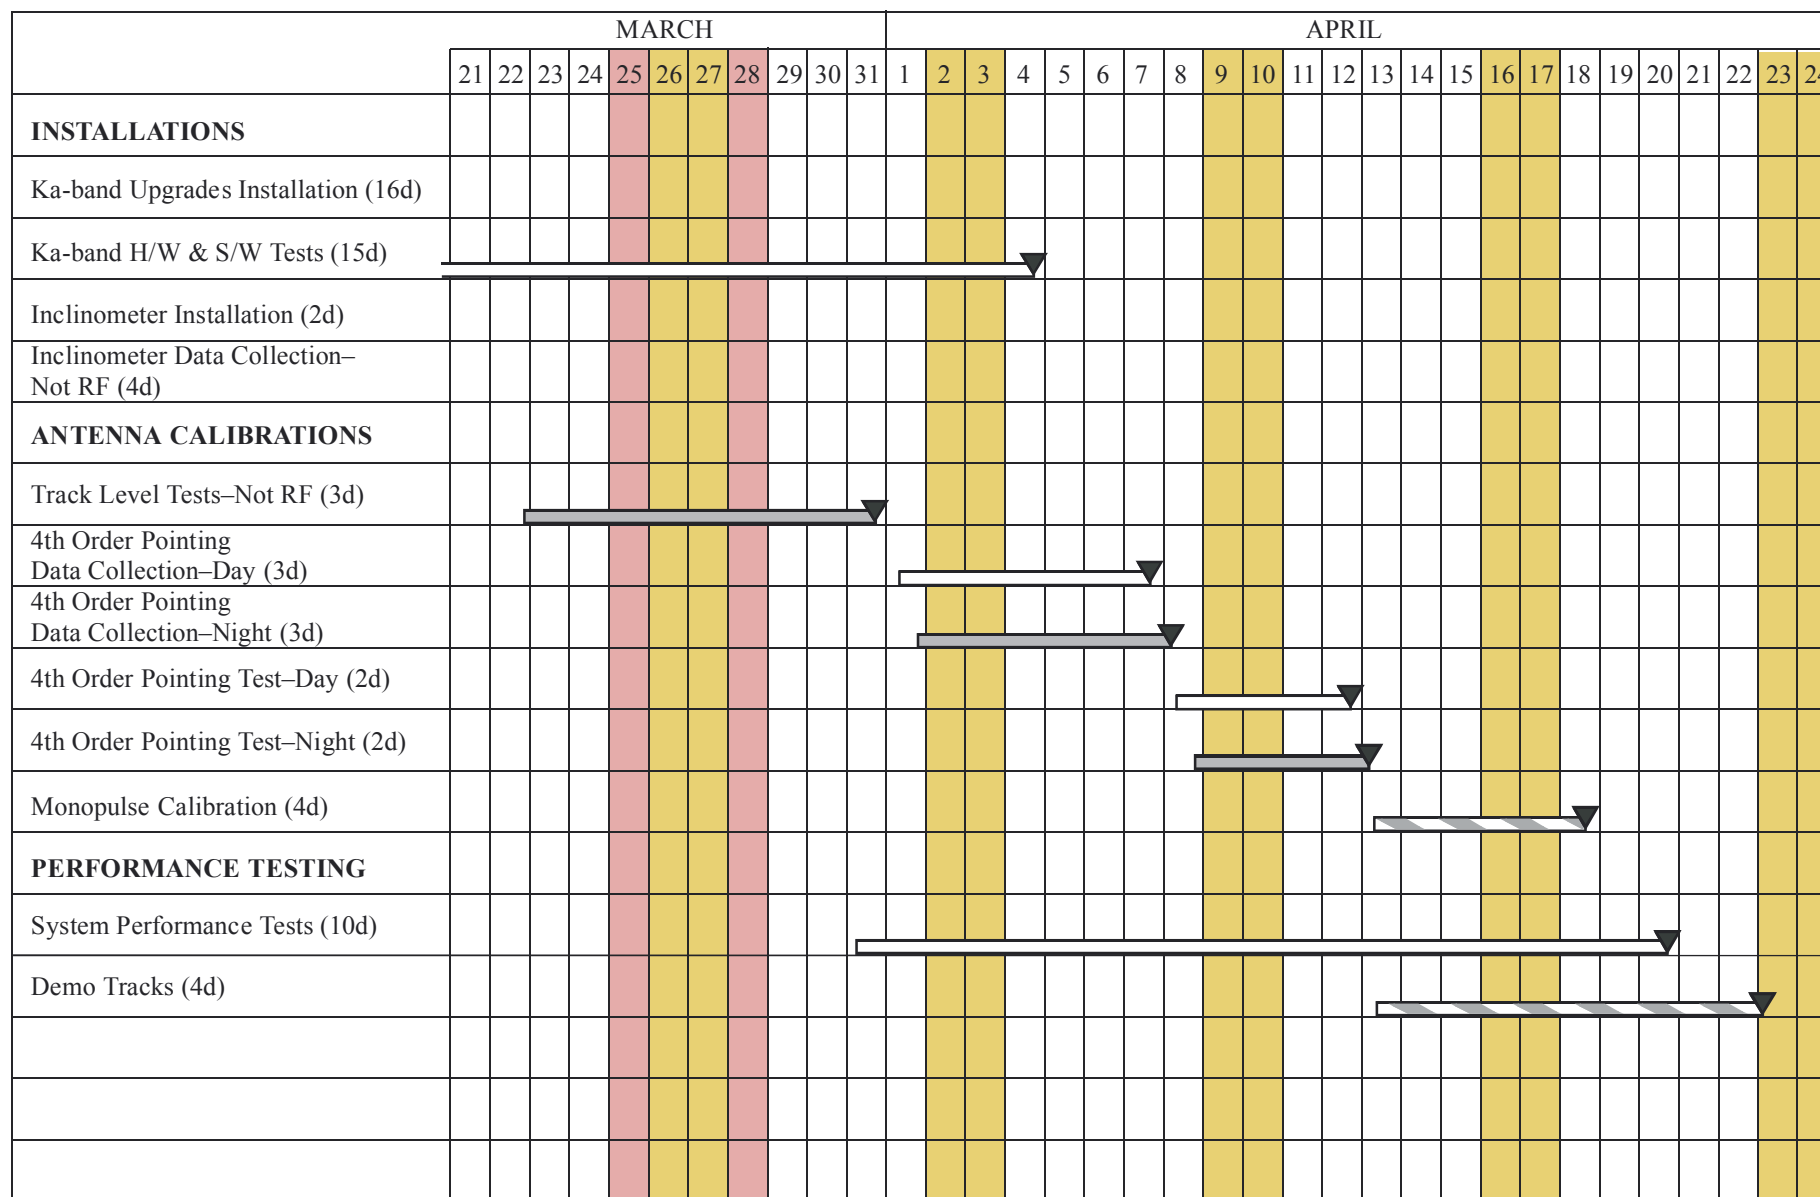 MARCH APRIL
21 22 23 24 25 26 27 28 29 30 31 1 2 3 4 5 6 7 8 9 10 11 12 13 14 15 16 17 18 19 20 21 22 23 24
INSTALLATIONS
Ka-band Upgrades Installation (16d)
Ka-band H/W & S/W Tests (15d)
Inclinometer Installation (2d)
Inclinometer Data Collection–
Not RF (4d)
ANTENNA CALIBRATIONS
Track Level Tests–Not RF (3d)
4th Order Pointing
Data Collection–Day (3d)
4th Order Pointing
Data Collection–Night (3d)
4th Order Pointing Test–Day (2d)
4th Order Pointing Test–Night (2d)
Monopulse Calibration (4d)
PERFORMANCE TESTING
System Performance Tests (10d)
Demo Tracks (4d)